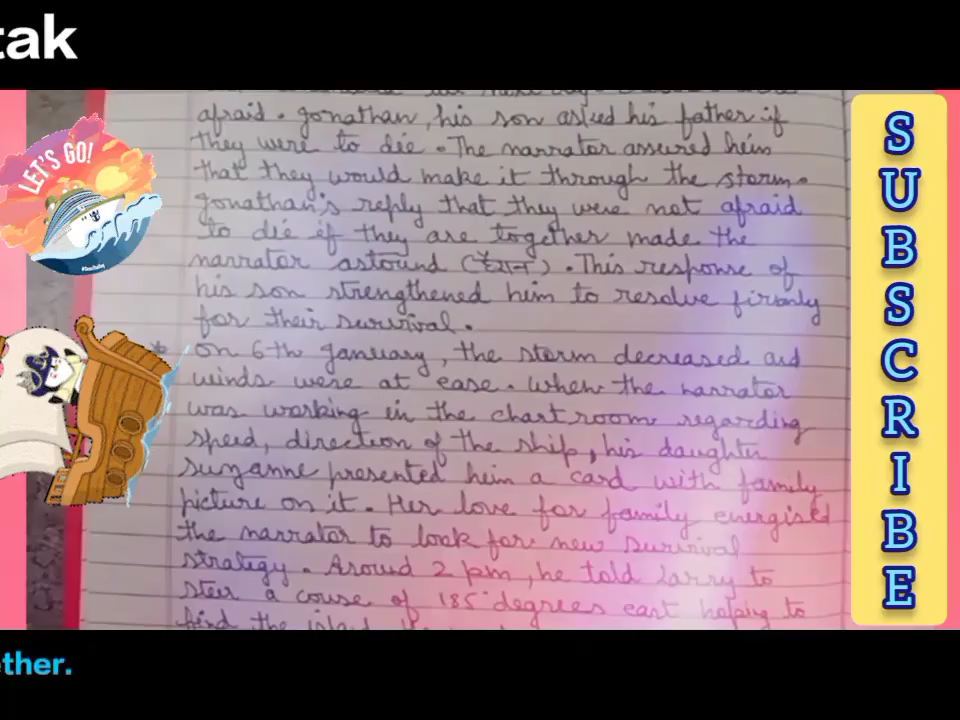 tak
LET'S GO!
afraid. Jonathan, his son asked his father if
they were to die. The narrator assured him
that they would make it through the storm.
Jonathan's reply that they were not afraid
to die if they are together made the
narrator astound (हैरान). This response of
his son strengthened him to resolve firmly
for their survival.
* On 6th January, the storm decreased and
winds were at ease. When the narrator
was working in the chart room regarding
speed, direction of the ship, his daughter
Suzanne presented him a card with family
picture on it. Her love for family energised
the narrator to look for new survival
strategy. Around 2 pm, he told Larry to
steer a couse of 185 degrees east helping to
find the island.
SUBSCRIBE
ether.